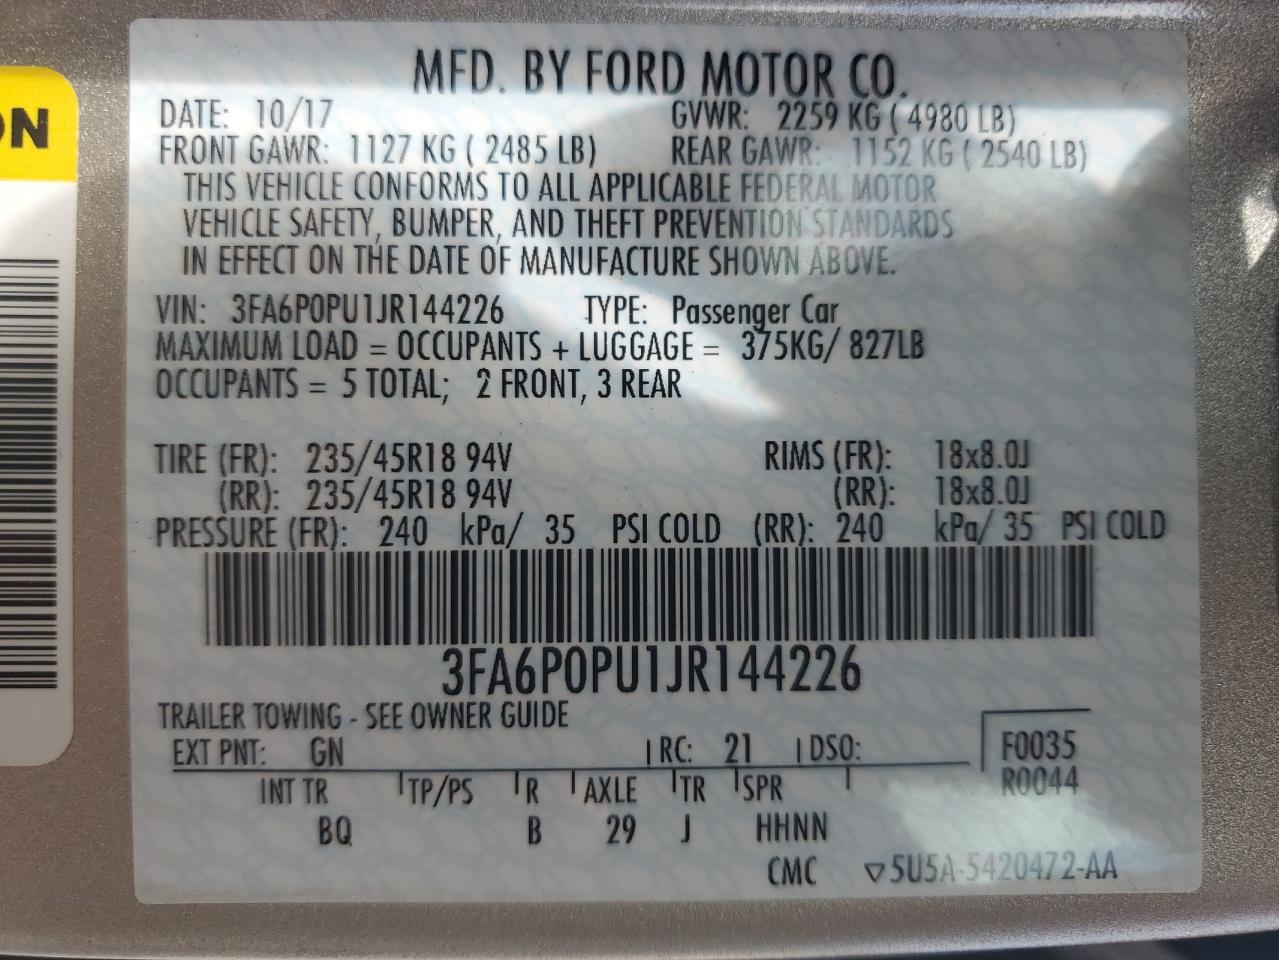 ON
MFD. BY FORD MOTOR CO.
DATE: 10/17 GVWR: 2259 KG ( 4980 LB)
FRONT GAWR: 1127 KG ( 2485 LB) REAR GAWR: 1152 KG ( 2540 LB)
THIS VEHICLE CONFORMS TO ALL APPLICABLE FEDERAL MOTOR
VEHICLE SAFETY, BUMPER, AND THEFT PREVENTION STANDARDS
IN EFFECT ON THE DATE OF MANUFACTURE SHOWN ABOVE.
VIN: 3FA6P0PU1JR144226 TYPE: Passenger Car
MAXIMUM LOAD = OCCUPANTS + LUGGAGE = 375KG/ 827LB
OCCUPANTS = 5 TOTAL; 2 FRONT, 3 REAR
TIRE (FR): 235/45R18 94V RIMS (FR): 18x8.0J
(RR): 235/45R18 94V (RR): 18x8.0J
PRESSURE (FR): 240 kPa/ 35 PSI COLD (RR): 240 kPa/ 35 PSI COLD
3FA6P0PU1JR144226
TRAILER TOWING - SEE OWNER GUIDE
EXT PNT: GN RC: 21 DSO: F0035
INT TR TP/PS R AXLE TR SPR R0044
BQ B 29 J HHNN
CMC ▽5U5A-5420472-AA